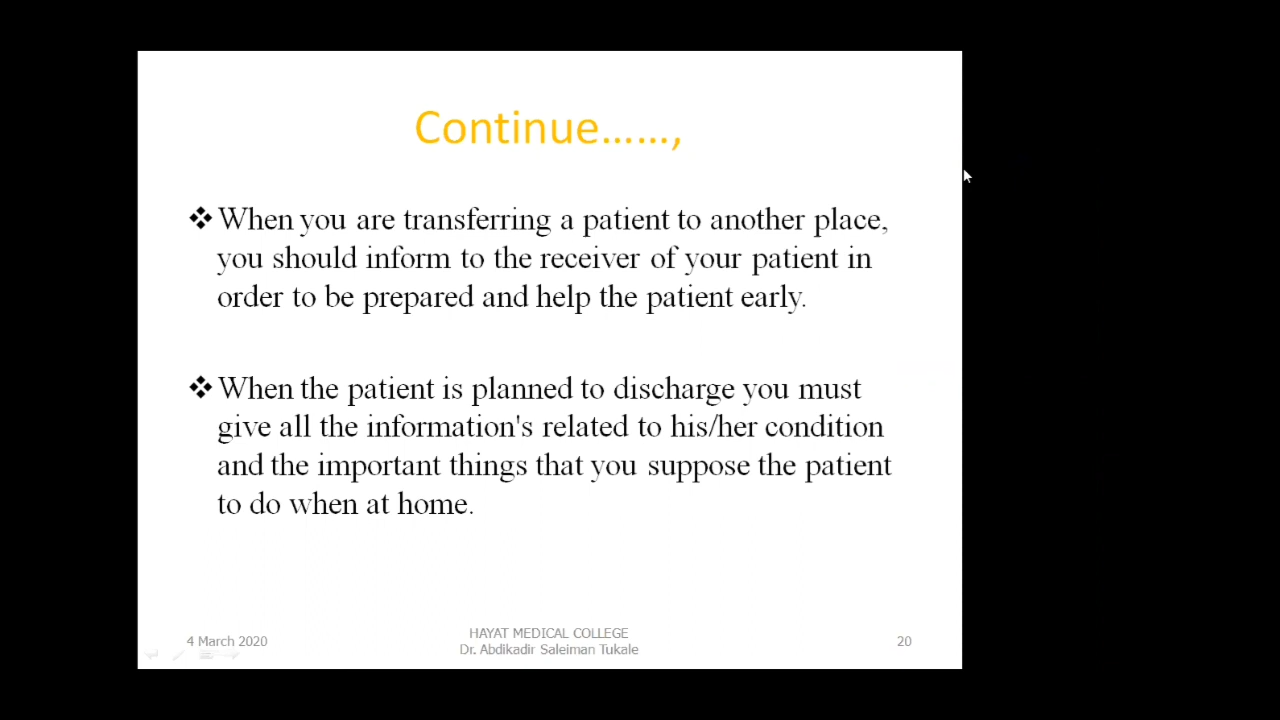 Continue......,
❖ When you are transferring a patient to another place,
you should inform to the receiver of your patient in
order to be prepared and help the patient early.
❖ When the patient is planned to discharge you must
give all the information's related to his/her condition
and the important things that you suppose the patient
to do when at home.
4 March 2020
HAYAT MEDICAL COLLEGE
Dr. Abdikadir Saleiman Tukale
20